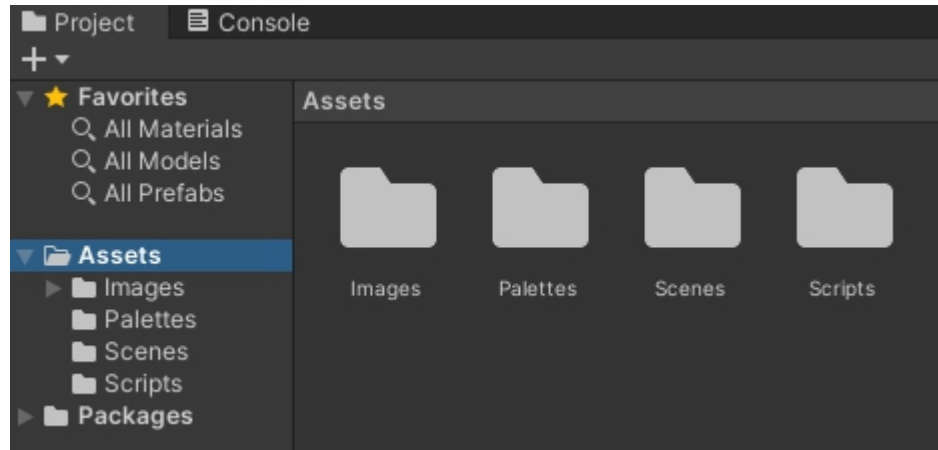 Project Console
Favorites
All Materials
All Models
All Prefabs
Assets
Images
Palettes
Scenes
Scripts
Packages
Assets
Images Palettes Scenes Scripts